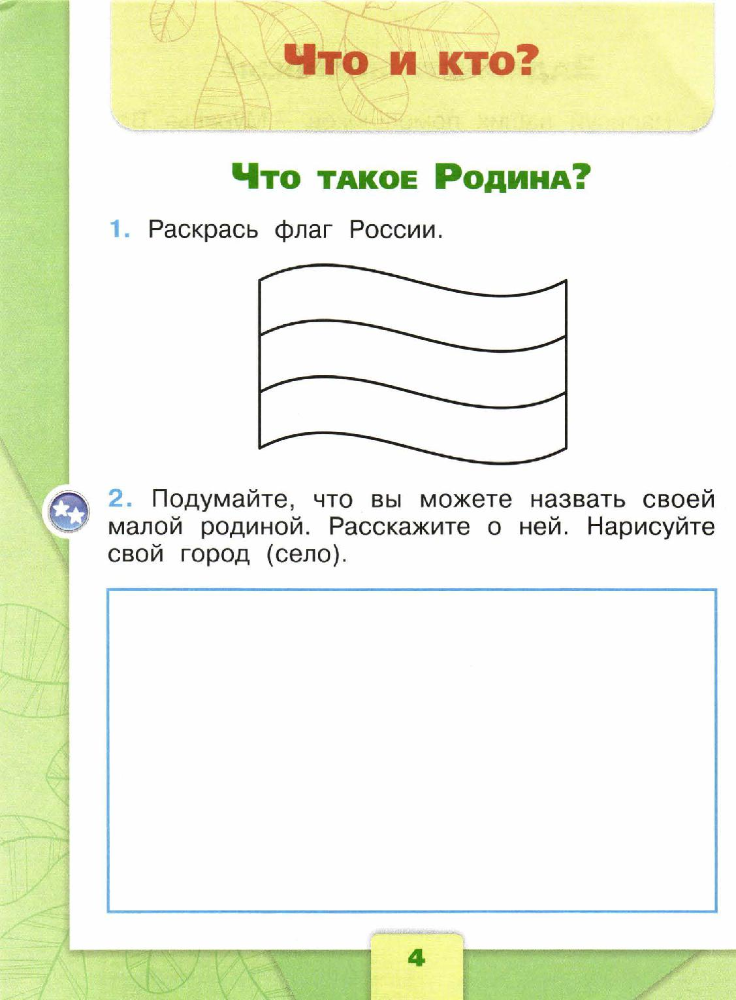 Что и кто?
Что такое Родина?
1. Раскрась флаг России.
2. Подумайте, что вы можете назвать своей
малой родиной. Расскажите о ней. Нарисуйте
свой город (село).
4